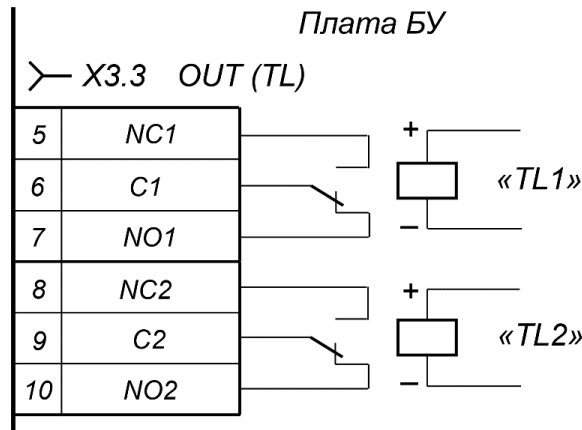 Плата БУ
X3.3 OUT (TL)
5 NC1
6 C1
7 NO1
8 NC2
9 C2
10 NO2
+
«TL1»
−
+
«TL2»
−